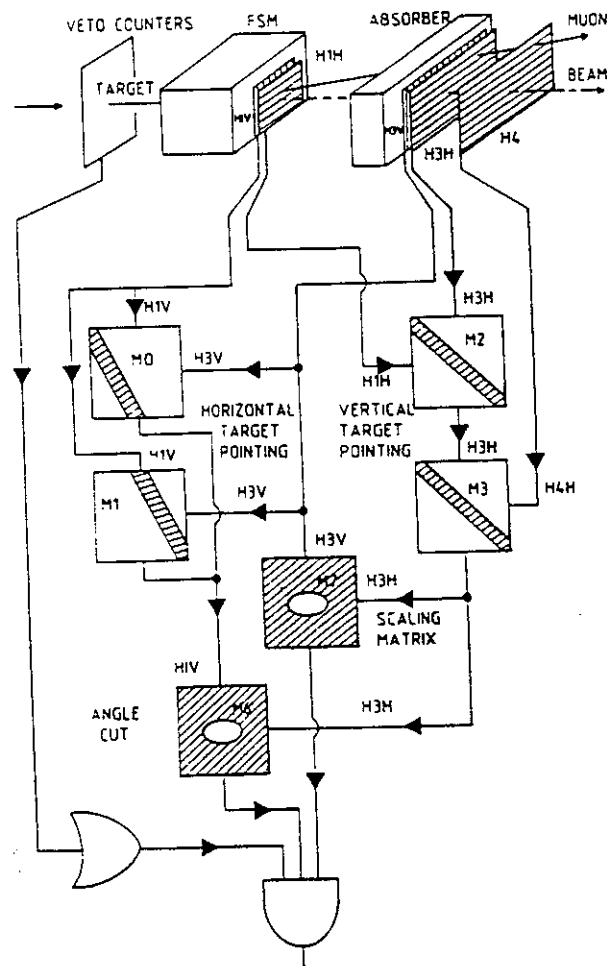 VETO COUNTERS
FSM
ABSORBER
MUON
H1H
TARGET
BEAM
H1V
H3V
H3H
H4
H1V
H3H
M0
H3V
M2
H1H
HORIZONTAL
TARGET
POINTING
VERTICAL
TARGET
POINTING
H1V
H3H
M1
H3V
M3
H4H
H3V
M7
H3H
SCALING
MATRIX
H1V
M6
H3H
ANGLE
CUT